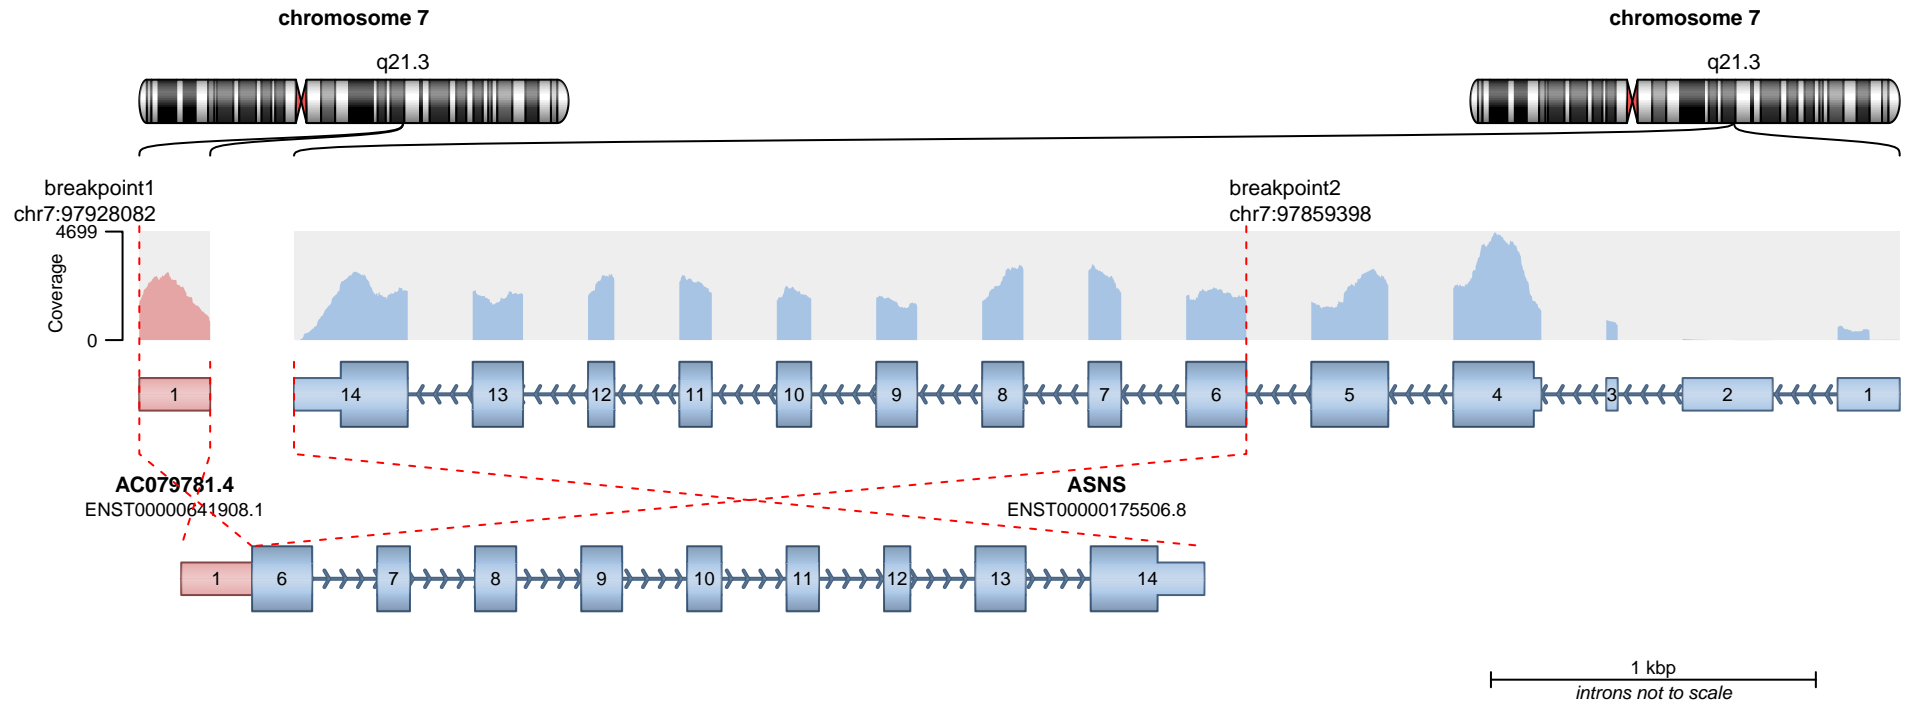 chromosome 7
chromosome 7
q21.3
q21.3
breakpoint1
chr7:97928082
breakpoint2
chr7:97859398
4699
Coverage
0
1
14
13
12
11
10
9
8
7
6
5
4
3
2
1
AC079781.4
ENST00000641908.1
ASNS
ENST00000175506.8
1
6
7
8
9
10
11
12
13
14
1 kbp
introns not to scale